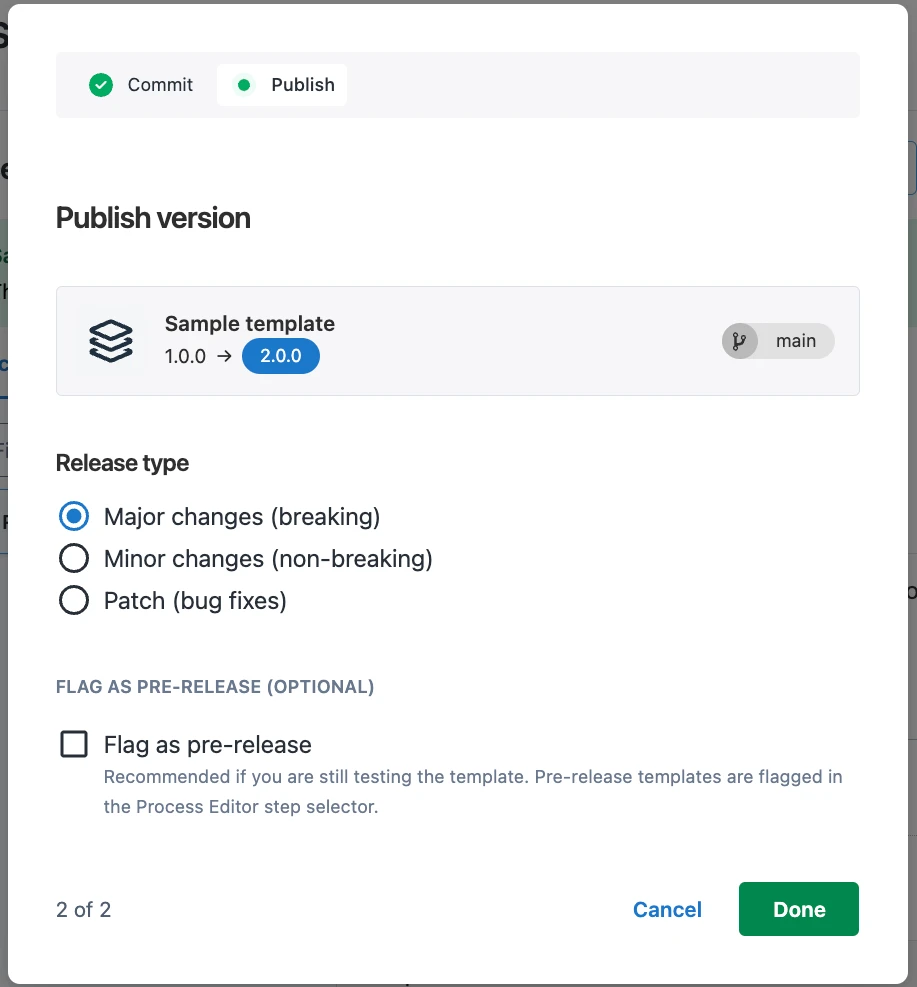 Commit
Publish
Publish version
Sample template
1.0.0 → 2.0.0
main
Release type
Major changes (breaking)
Minor changes (non-breaking)
Patch (bug fixes)
FLAG AS PRE-RELEASE (OPTIONAL)
Flag as pre-release
Recommended if you are still testing the template. Pre-release templates are flagged in
the Process Editor step selector.
2 of 2
Cancel
Done